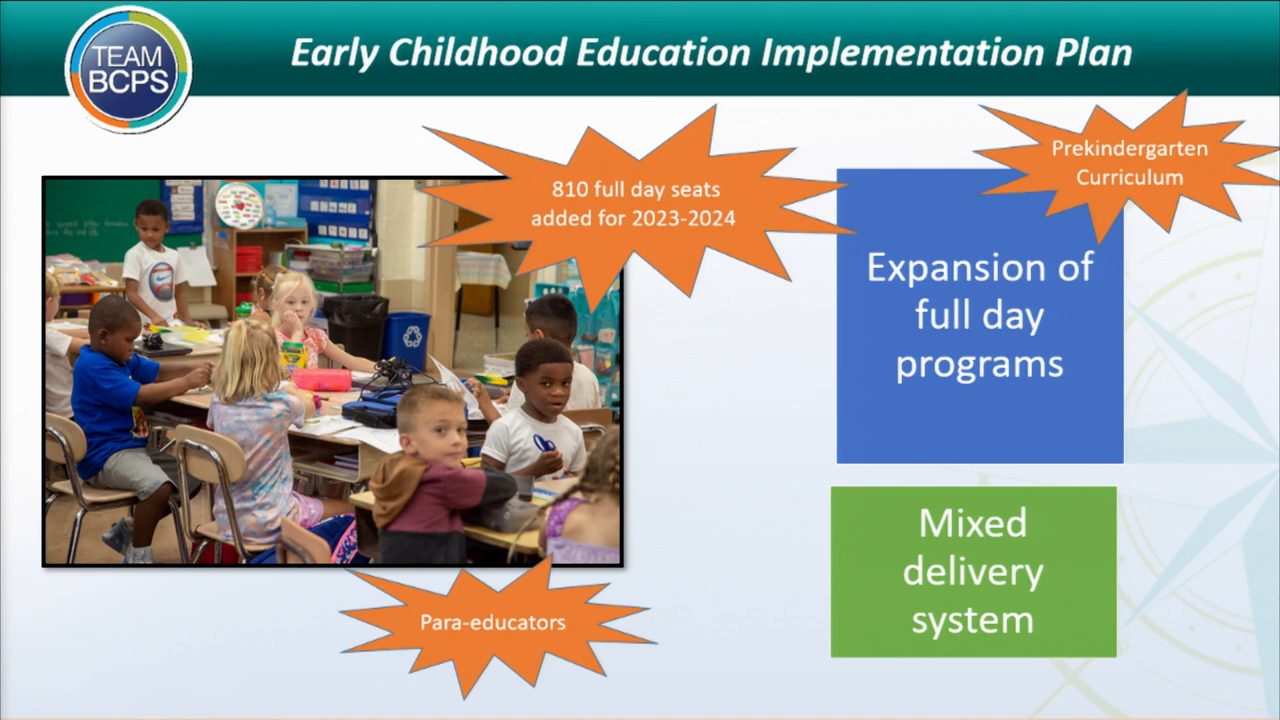 TEAM
BCPS
Early Childhood Education Implementation Plan
810 full day seats
added for 2023-2024
Prekindergarten
Curriculum
Expansion of
full day
programs
Mixed
delivery
system
Para-educators